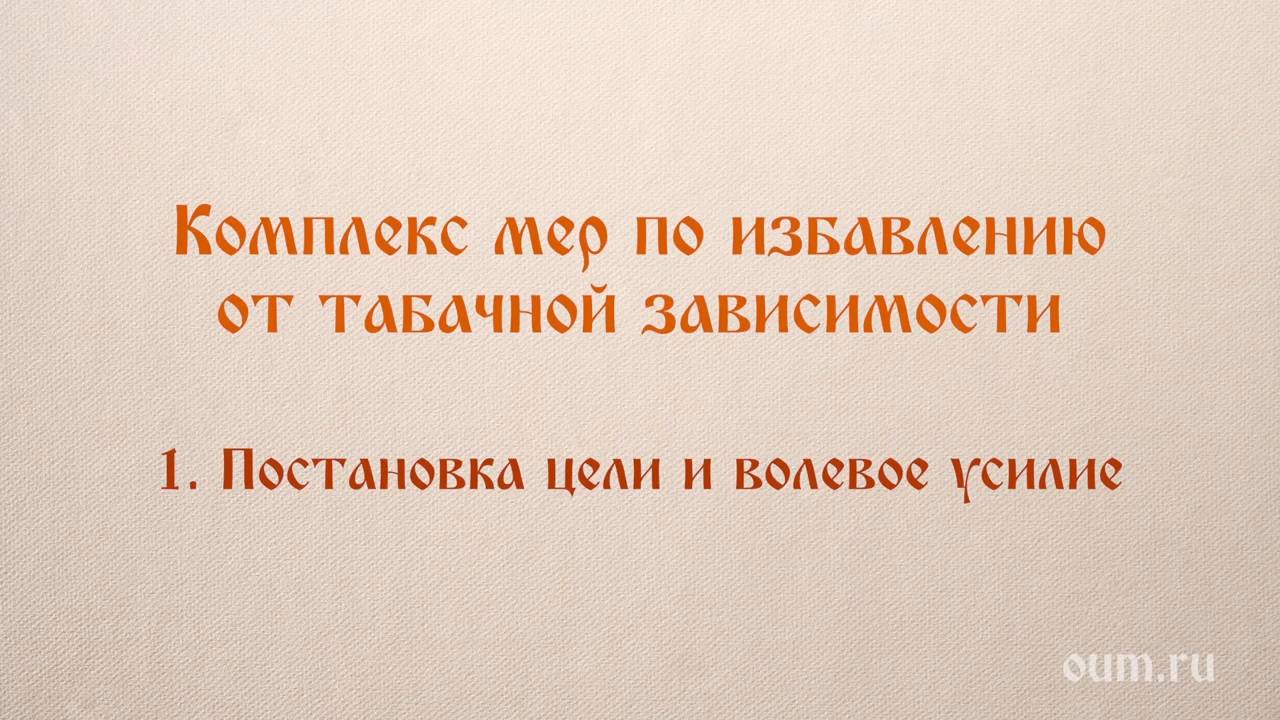 Комплекс мер по избавлению
от табачной зависимости
1. Постановка цели и волевое усилие
oum.ru